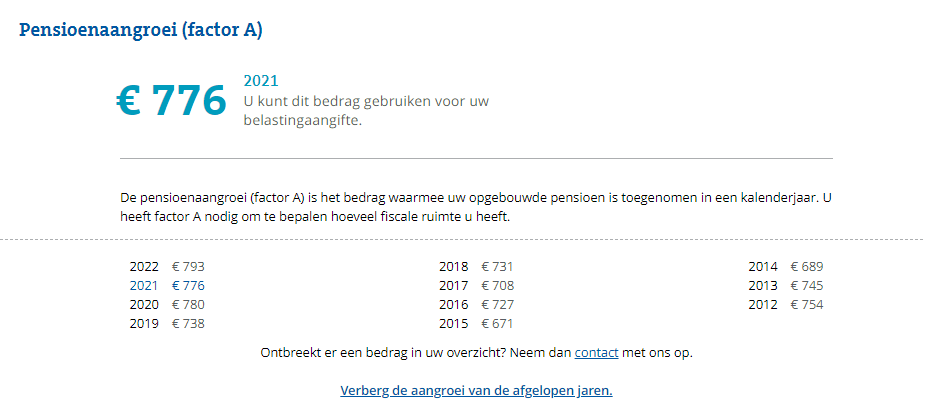 Pensioenaangroei (factor A)
€ 776
2021
U kunt dit bedrag gebruiken voor uw
belastingaangifte.
De pensioenaangroei (factor A) is het bedrag waarmee uw opgebouwde pensioen is toegenomen in een kalenderjaar. U
heeft factor A nodig om te bepalen hoeveel fiscale ruimte u heeft.
2022 € 793
2021 € 776
2020 € 780
2019 € 738
2018 € 731
2017 € 708
2016 € 727
2015 € 671
2014 € 689
2013 € 745
2012 € 754
Ontbreekt er een bedrag in uw overzicht? Neem dan contact met ons op.
Verberg de aangroei van de afgelopen jaren.